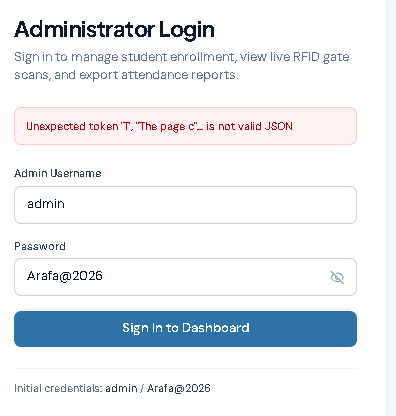 Administrator Login
Sign in to manage student enrollment, view live RFID gate
scans, and export attendance reports.
Unexpected token 'T', "The page c"... is not valid JSON
Admin Username
admin
Password
Arafa@2026
Sign In to Dashboard
Initial credentials: admin / Arafa@2026